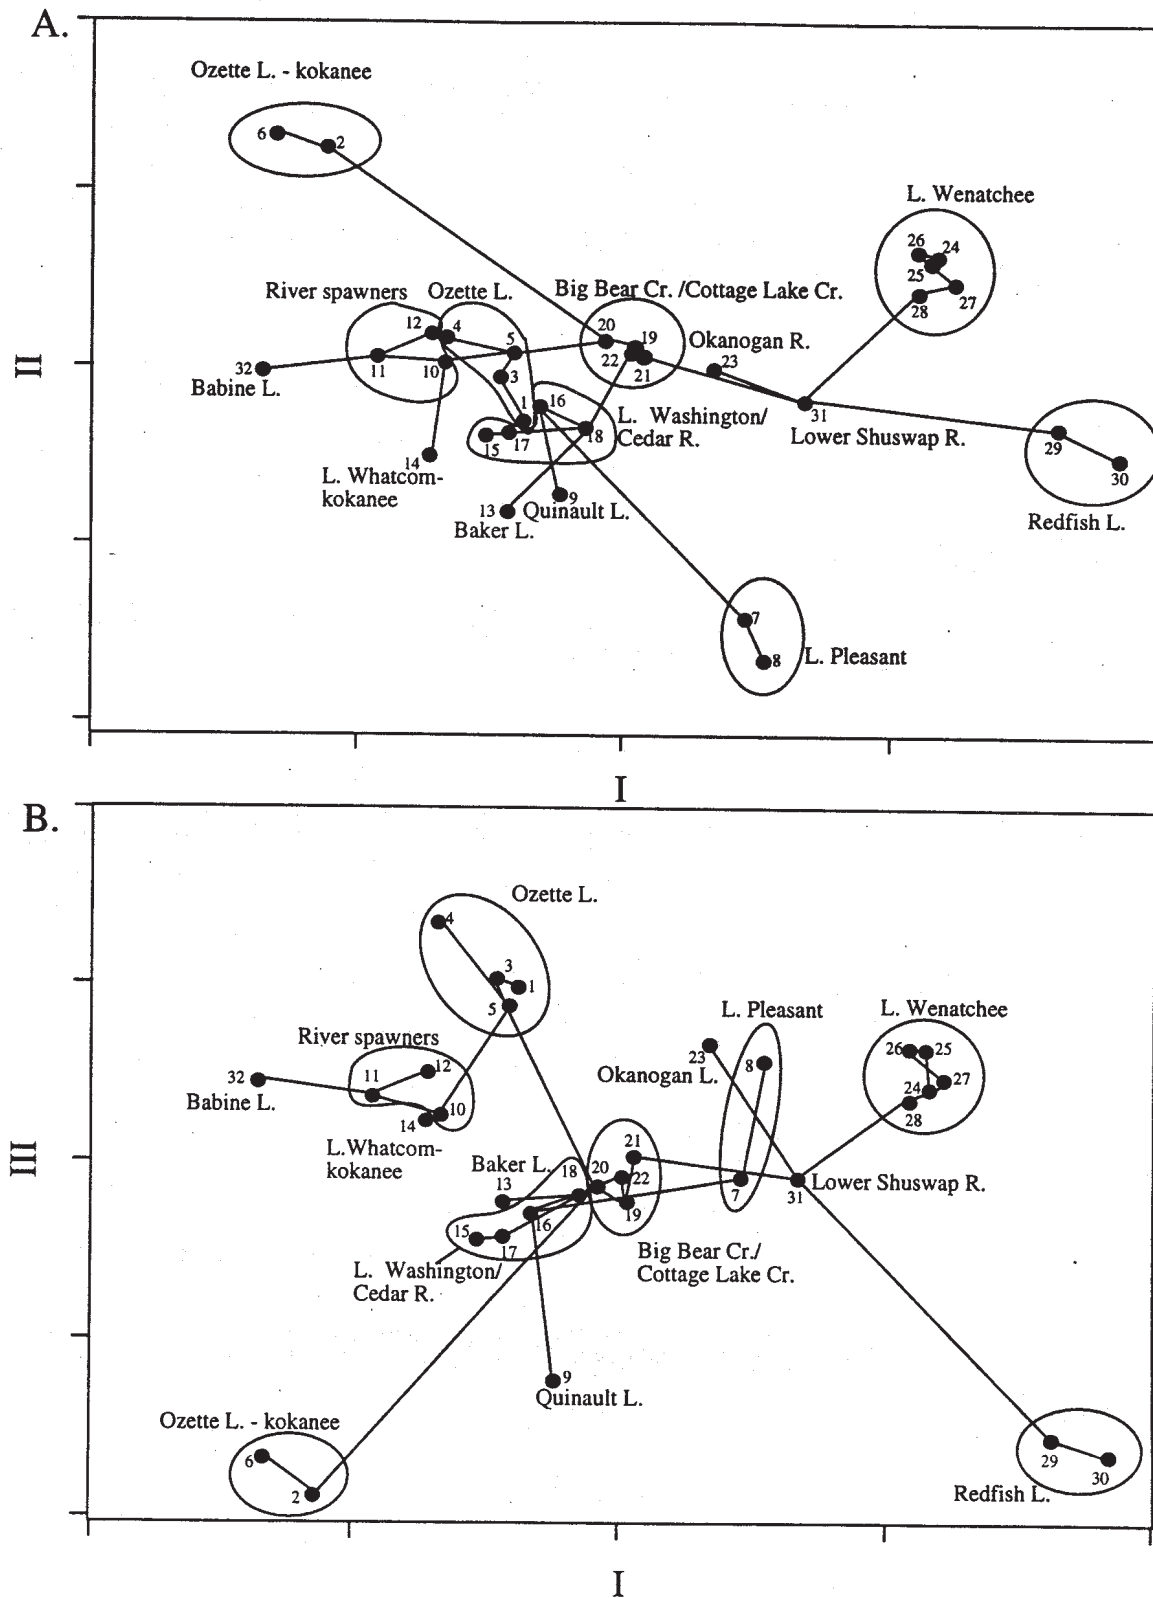 A.
Ozette L. - kokanee
6
2
L. Wenatchee
26
24
25
27
28
River spawners
Ozette L.
Big Bear Cr. /Cottage Lake Cr.
12
4
5
20
19
22
21
Okanogan R.
23
II
32
11
10
3
Babine L.
1
16
15
17
18
L. Washington/
Cedar R.
31
Lower Shuswap R.
29
30
14
L. Whatcom-
kokanee
9
13
Quinault L.
Baker L.
Redfish L.
7
8
L. Pleasant
I
B.
Ozette L.
4
3
1
5
L. Pleasant
L. Wenatchee
River spawners
23
8
26
25
Okanogan L.
32
11
12
27
24
28
Babine L.
10
14
L.Whatcom-
kokanee
III
21
Baker L.
18
20
22
13
7
31
Lower Shuswap R.
16
19
15
17
Big Bear Cr./
Cottage Lake Cr.
L. Washington/
Cedar R.
9
Quinault L.
Ozette L. - kokanee
6
2
29
30
Redfish L.
I